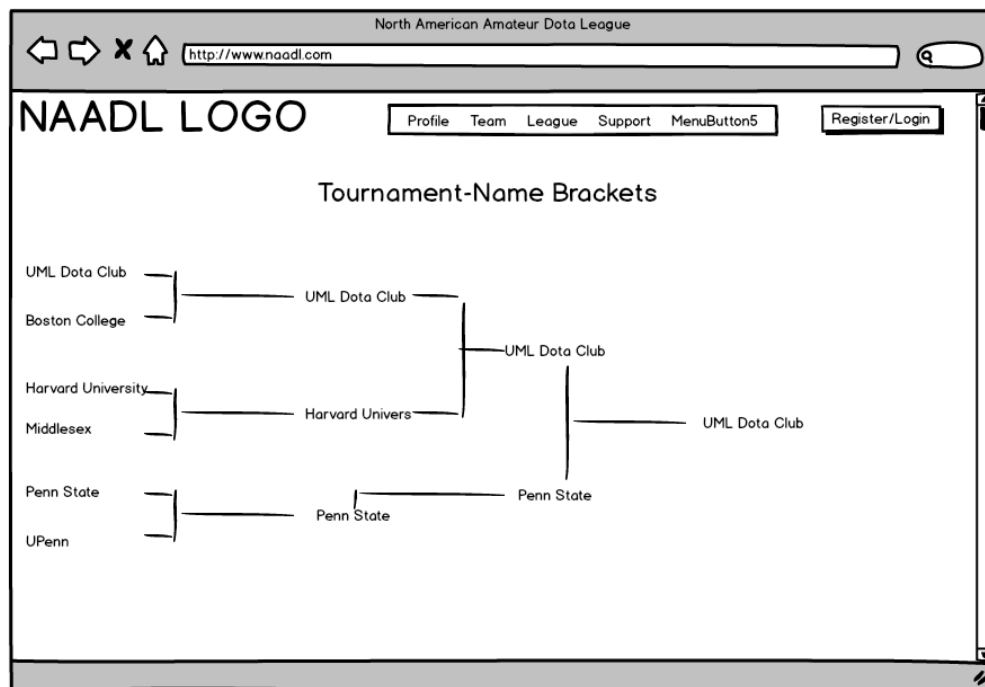 North American Amateur Dota League
http://www.naadl.com
NAADL LOGO
Profile Team League Support MenuButton5
Register/Login
Tournament-Name Brackets
UML Dota Club
Boston College
UML Dota Club
UML Dota Club
Harvard University
Harvard Univers
Middlesex
UML Dota Club
Penn State
Penn State
Penn State
UPenn